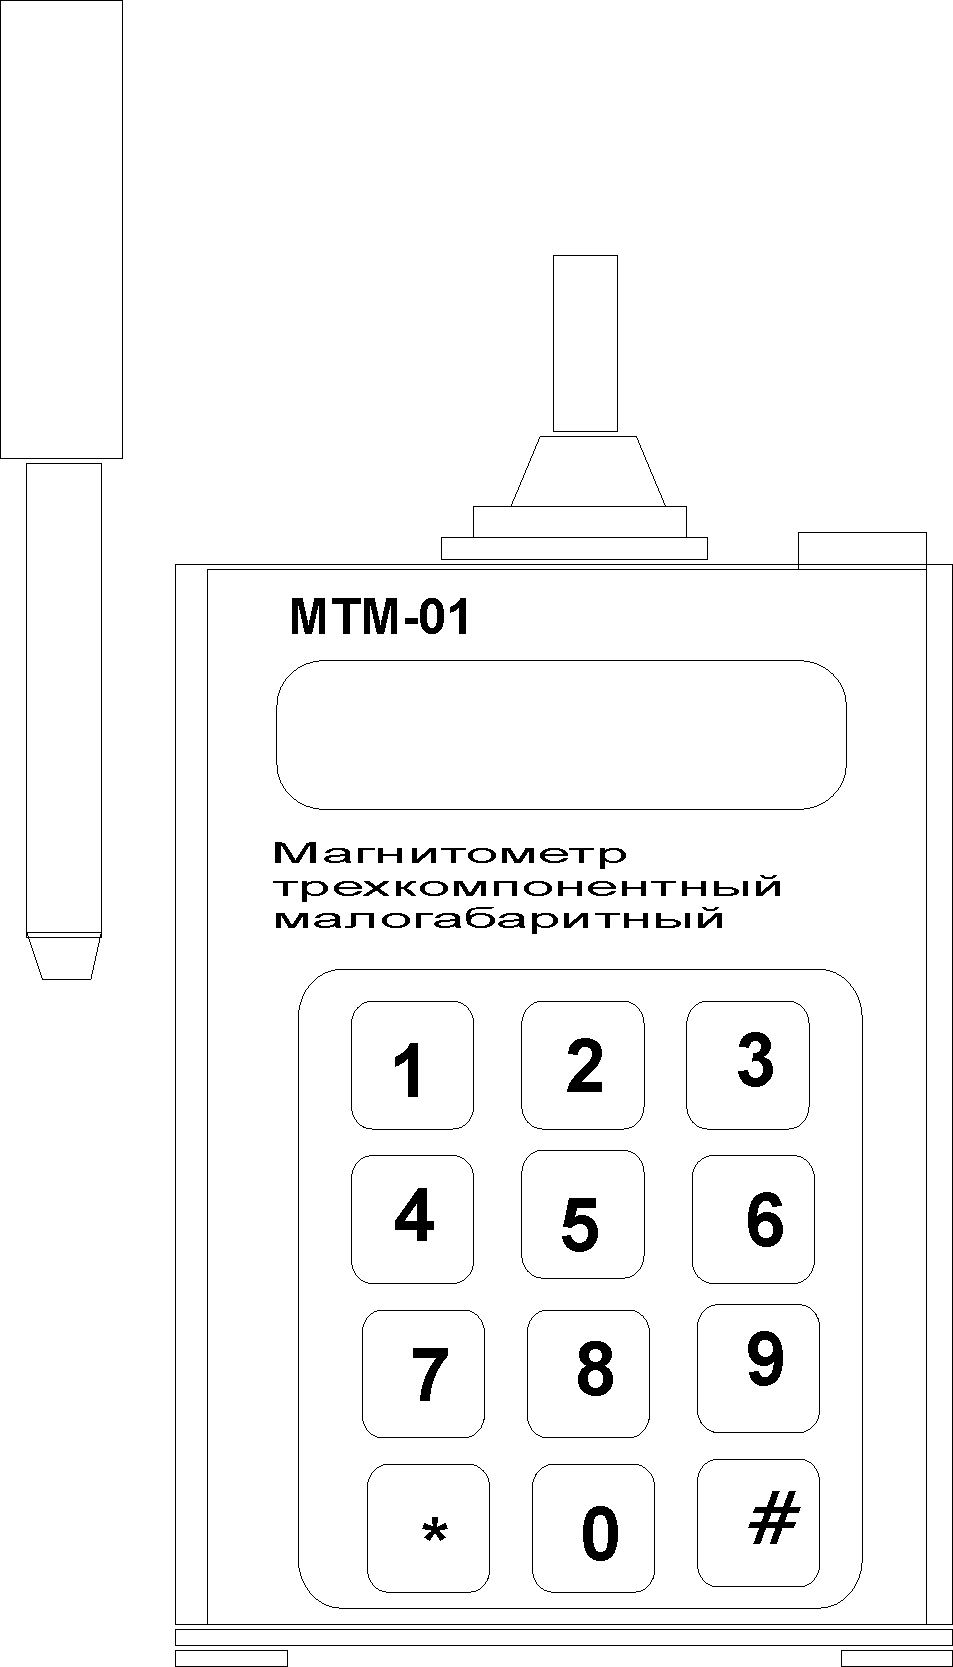 МТМ-01
Магнитометр
трехкомпонентный
малогабаритный
1 2 3
4 5 6
7 8 9
* 0 #